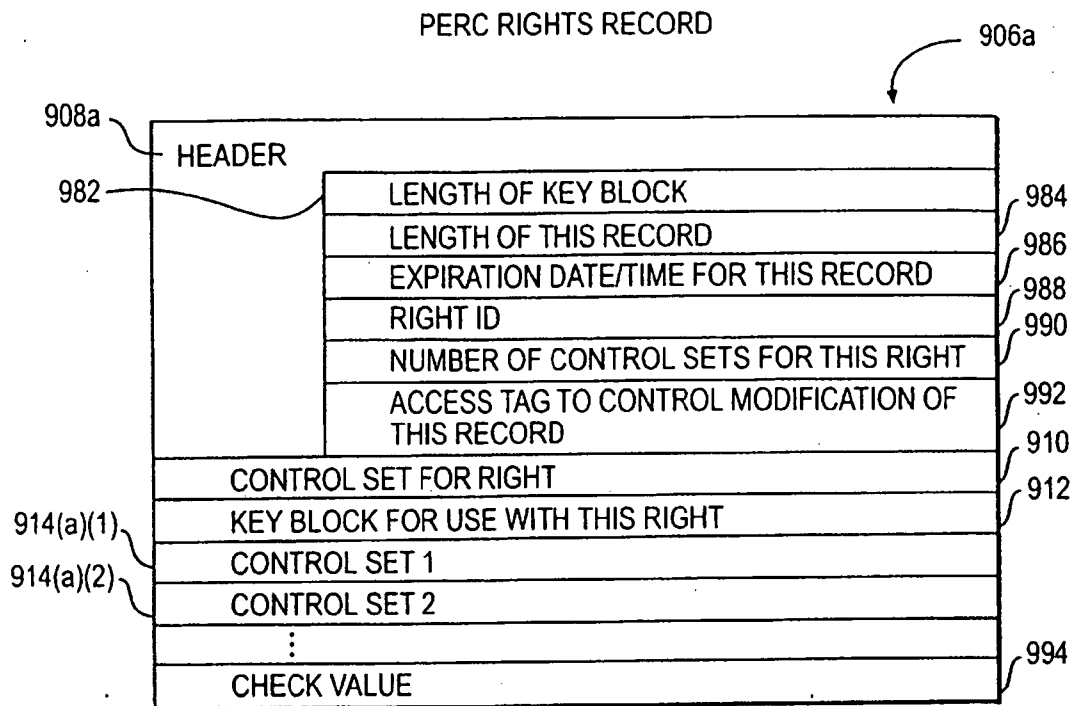 PERC RIGHTS RECORD
906a
908a
HEADER
982
LENGTH OF KEY BLOCK
984
LENGTH OF THIS RECORD
986
EXPIRATION DATE/TIME FOR THIS RECORD
988
RIGHT ID
990
NUMBER OF CONTROL SETS FOR THIS RIGHT
992
ACCESS TAG TO CONTROL MODIFICATION OF
THIS RECORD
910
CONTROL SET FOR RIGHT
912
KEY BLOCK FOR USE WITH THIS RIGHT
914(a)(1)
CONTROL SET 1
914(a)(2)
CONTROL SET 2
⋮
994
CHECK VALUE